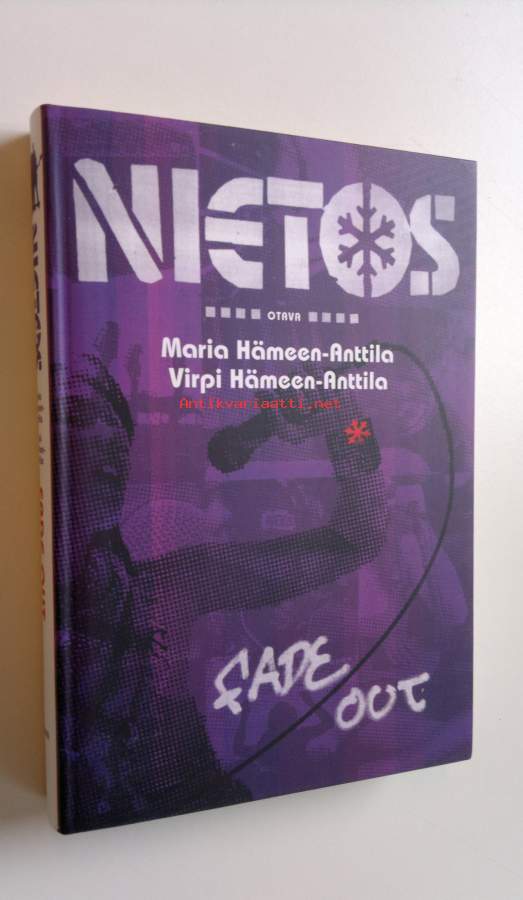 NIETOS
OTAVA
Maria Hämeen-Anttila
Virpi Hämeen-Anttila
Antikvariaatti.net
FADE
OUT